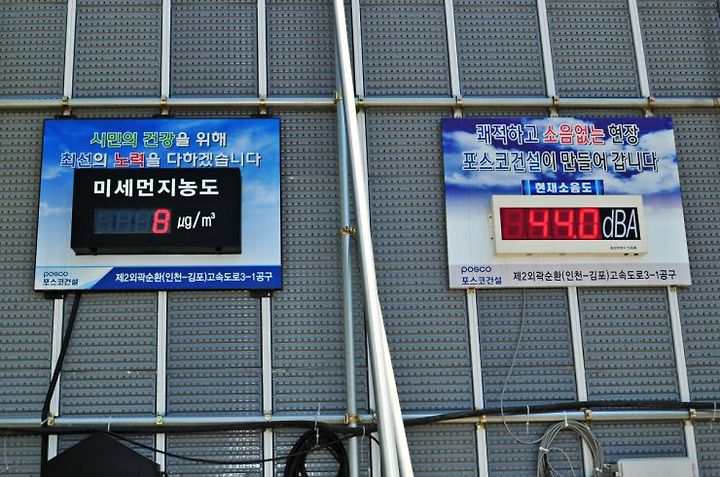 시민의 건강을 위해
최선의 노력을 다하겠습니다
미세먼지농도
8 µg/m³
posco
포스코건설
제2외곽순환(인천-김포)고속도로3-1공구
쾌적하고 소음없는 현장
포스코건설이 만들어 갑니다
현재소음도
44.0 dBA
posco
포스코건설
제2외곽순환(인천-김포)고속도로3-1공구